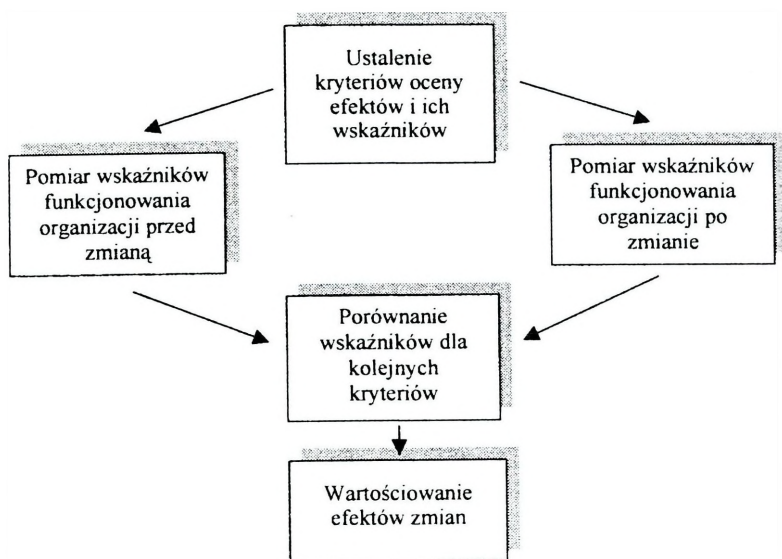 Ustalenie
kryteriów oceny
efektów i ich
wskaźników
Pomiar wskaźników
funkcjonowania
organizacji przed
zmianą
Pomiar wskaźników
funkcjonowania
organizacji po
zmianie
Porównanie
wskaźników dla
kolejnych
kryteriów
Wartościowanie
efektów zmian